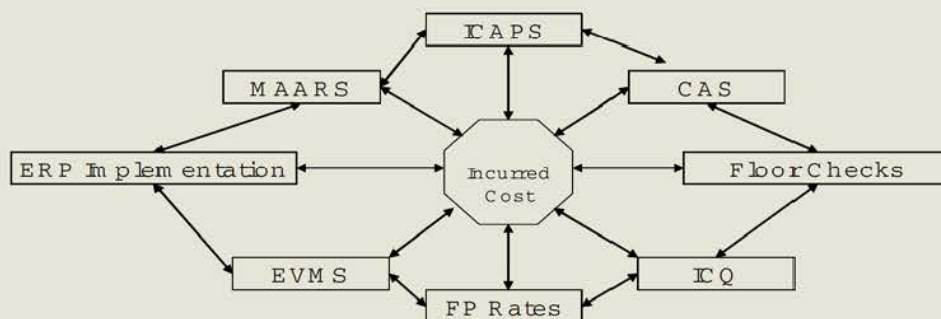 ICAPS
MAARS
CAS
ERP Implementation
Incurred
Cost
Floor Checks
EVMS
ICQ
FP Rates